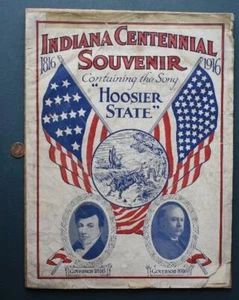 INDIANA CENTENNIAL
1816 SOUVENIR 1916
Containing the Song
"HOOSIER
STATE"
GOVERNOR 1816
GOVERNOR 1916